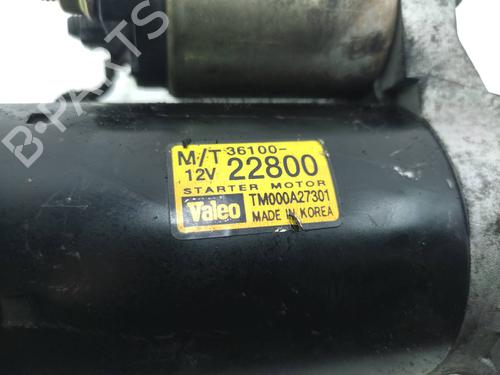 M/T 36100-
12V 22800
STARTER MOTOR
Valeo TM000A27301
MADE IN KOREA
B-PARTS